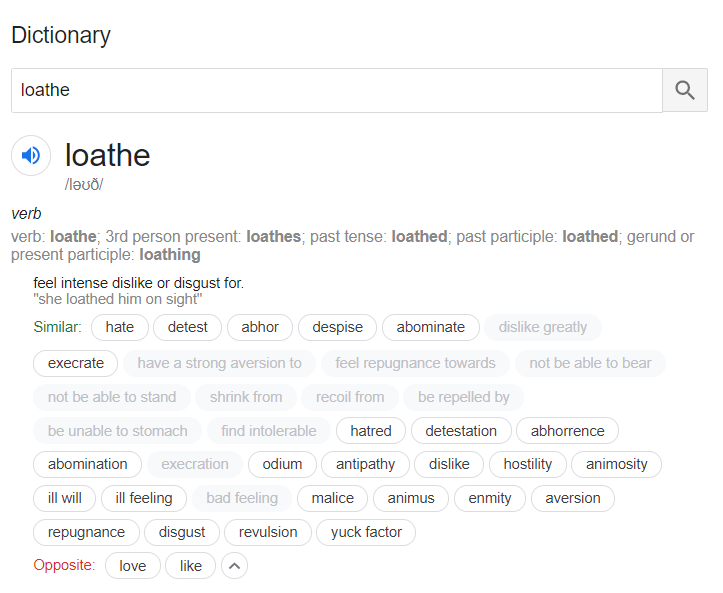 Dictionary
loathe
loathe
/ləʊð/
verb
verb: loathe; 3rd person present: loathes; past tense: loathed; past participle: loathed; gerund or
present participle: loathing
feel intense dislike or disgust for.
"she loathed him on sight"
Similar: hate detest abhor despise abominate dislike greatly
execrate have a strong aversion to feel repugnance towards not be able to bear
not be able to stand shrink from recoil from be repelled by
be unable to stomach find intolerable hatred detestation abhorrence
abomination execration odium antipathy dislike hostility animosity
ill will ill feeling bad feeling malice animus enmity aversion
repugnance disgust revulsion yuck factor
Opposite: love like